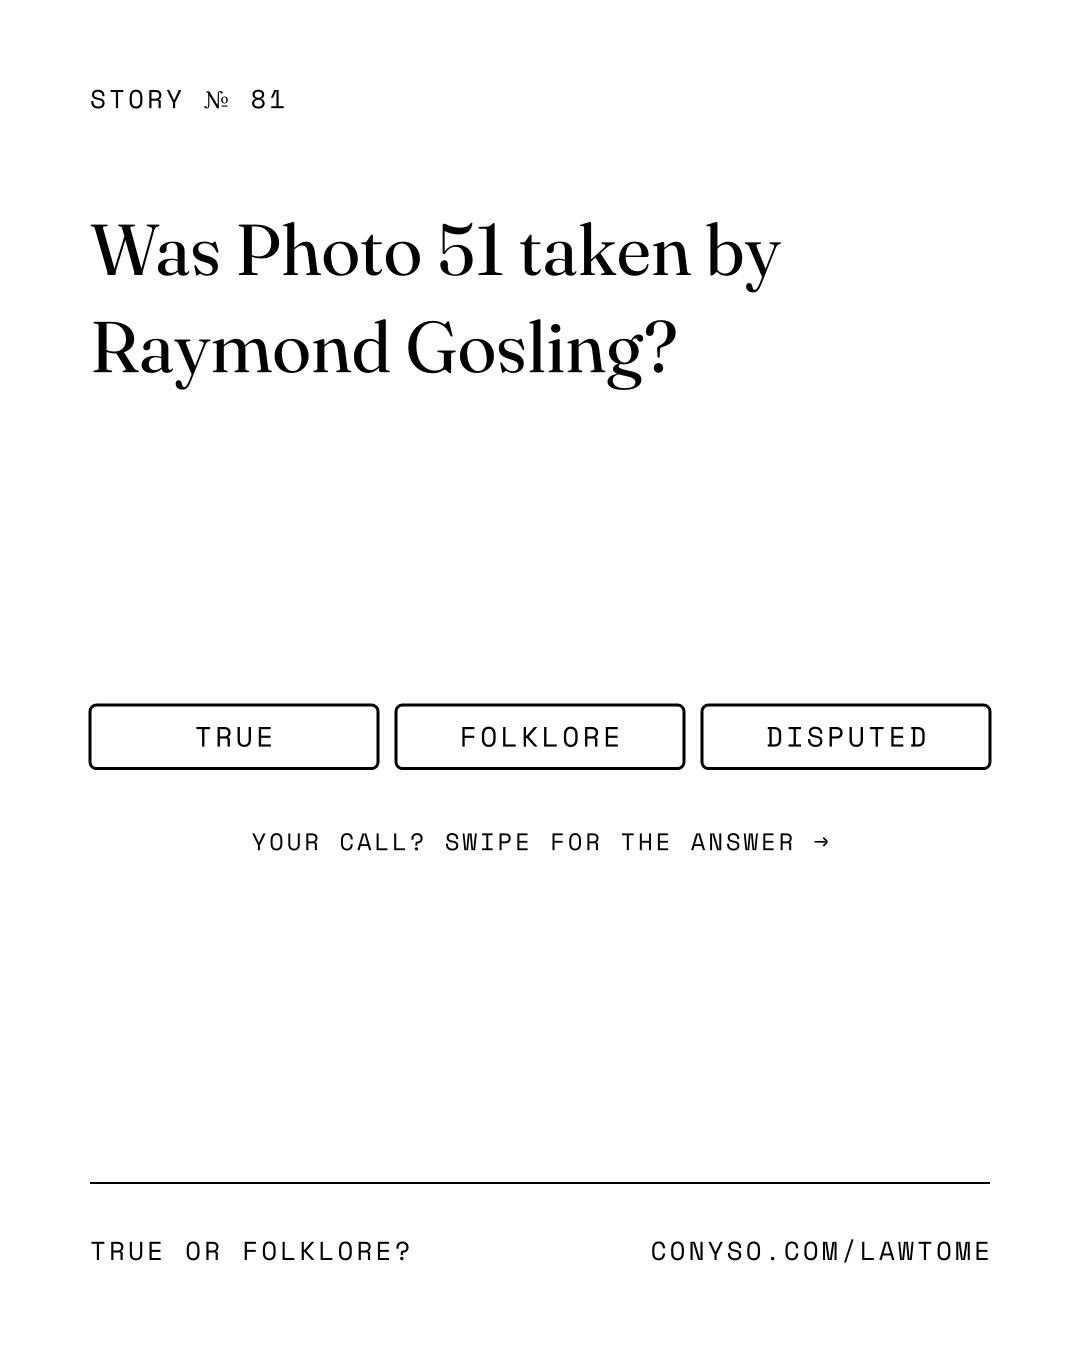 STORY № 81
Was Photo 51 taken by
Raymond Gosling?
TRUE
FOLKLORE
DISPUTED
YOUR CALL? SWIPE FOR THE ANSWER →
TRUE OR FOLKLORE?
CONYSO.COM/LAWTOME